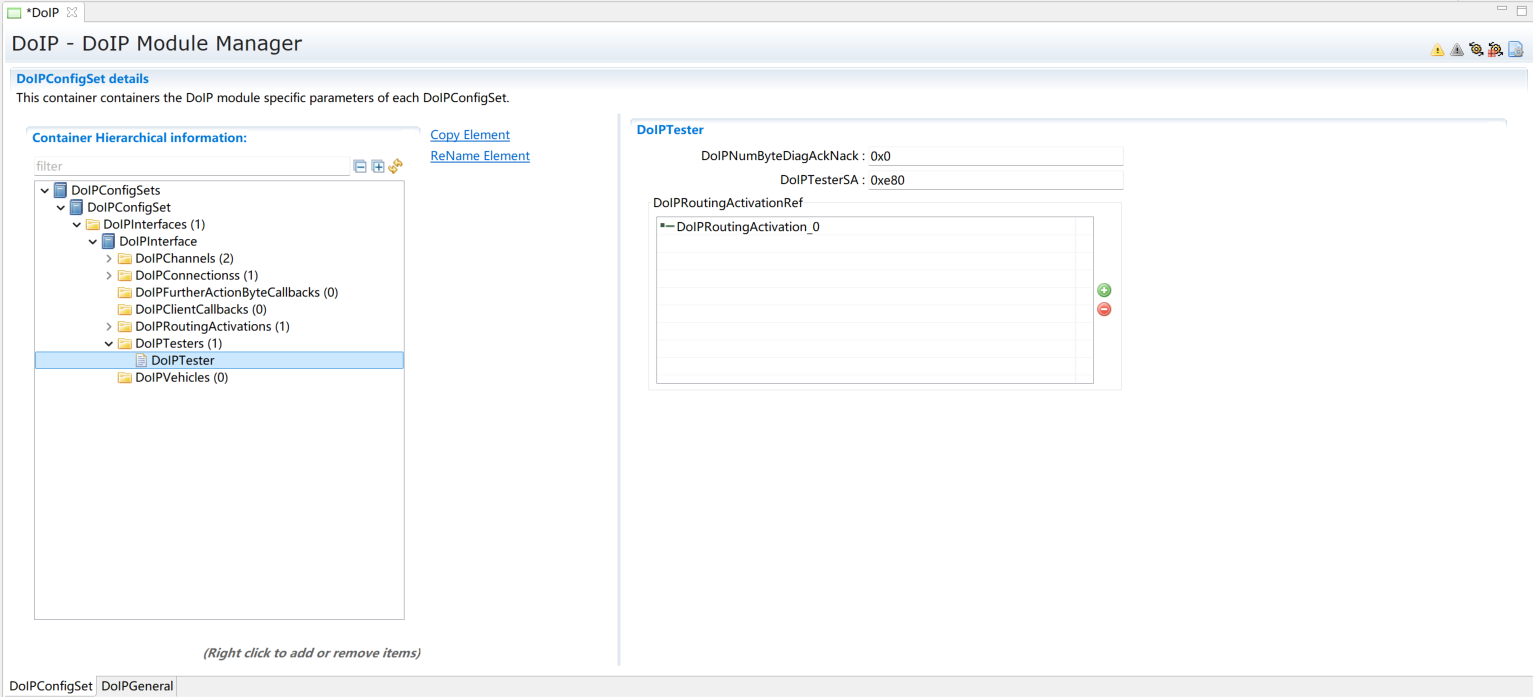 *DoIP
DoIP - DoIP Module Manager
DoIPConfigSet details
This container containers the DoIP module specific parameters of each DoIPConfigSet.
Container Hierarchical information:
filter
DoIPConfigSets
DoIPConfigSet
DoIPInterfaces (1)
DoIPInterface
DoIPChannels (2)
DoIPConnectionss (1)
DoIPFurtherActionByteCallbacks (0)
DoIPClientCallbacks (0)
DoIPRoutingActivations (1)
DoIPTesters (1)
DoIPTester
DoIPVehicles (0)
(Right click to add or remove items)
Copy Element
ReName Element
DoIPTester
DoIPNumByteDiagAckNack : 0x0
DoIPTesterSA : 0xe80
DoIPRoutingActivationRef
DoIPRoutingActivation_0
DoIPConfigSet DoIPGeneral